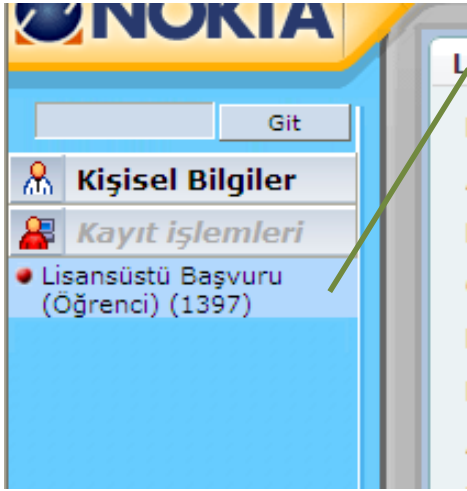 NOKIA
Git
Kişisel Bilgiler
Kayıt işlemleri
Lisansüstü Başvuru
(Öğrenci) (1397)
L